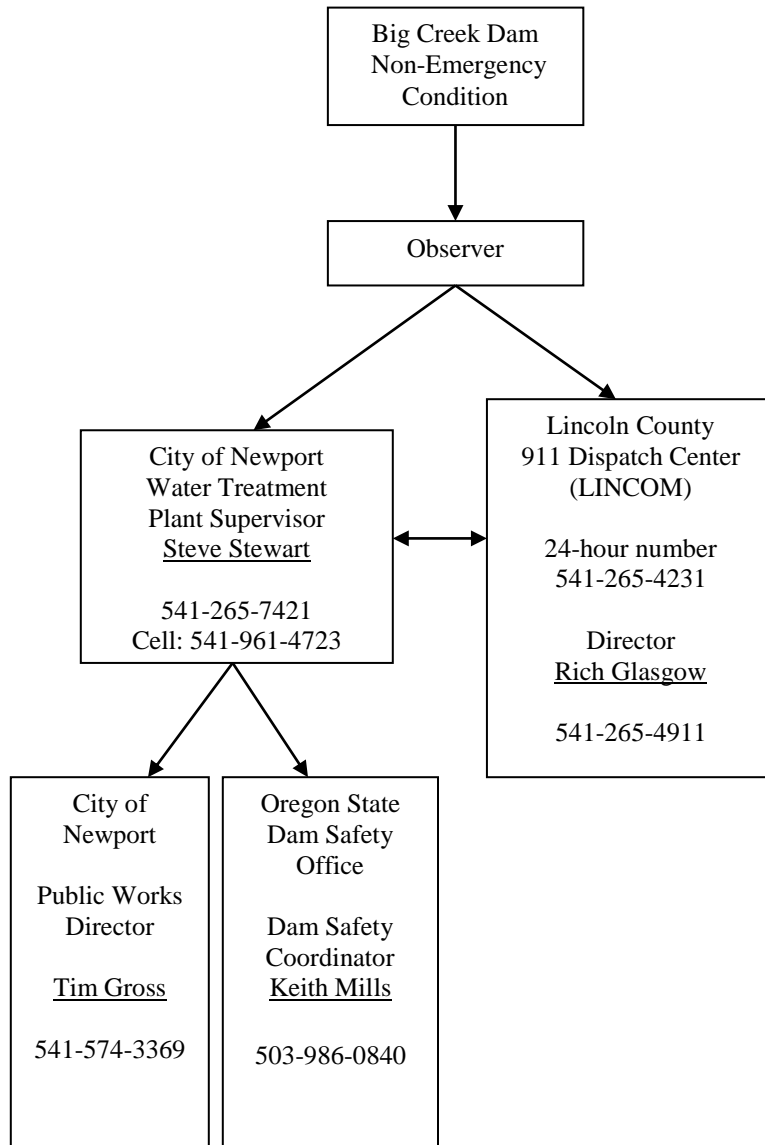 Big Creek Dam
Non-Emergency
Condition
Observer
City of Newport
Water Treatment
Plant Supervisor
Steve Stewart
541-265-7421
Cell: 541-961-4723
Lincoln County
911 Dispatch Center
(LINCOM)
24-hour number
541-265-4231
Director
Rich Glasgow
541-265-4911
City of
Newport
Public Works
Director
Tim Gross
541-574-3369
Oregon State
Dam Safety
Office
Dam Safety
Coordinator
Keith Mills
503-986-0840